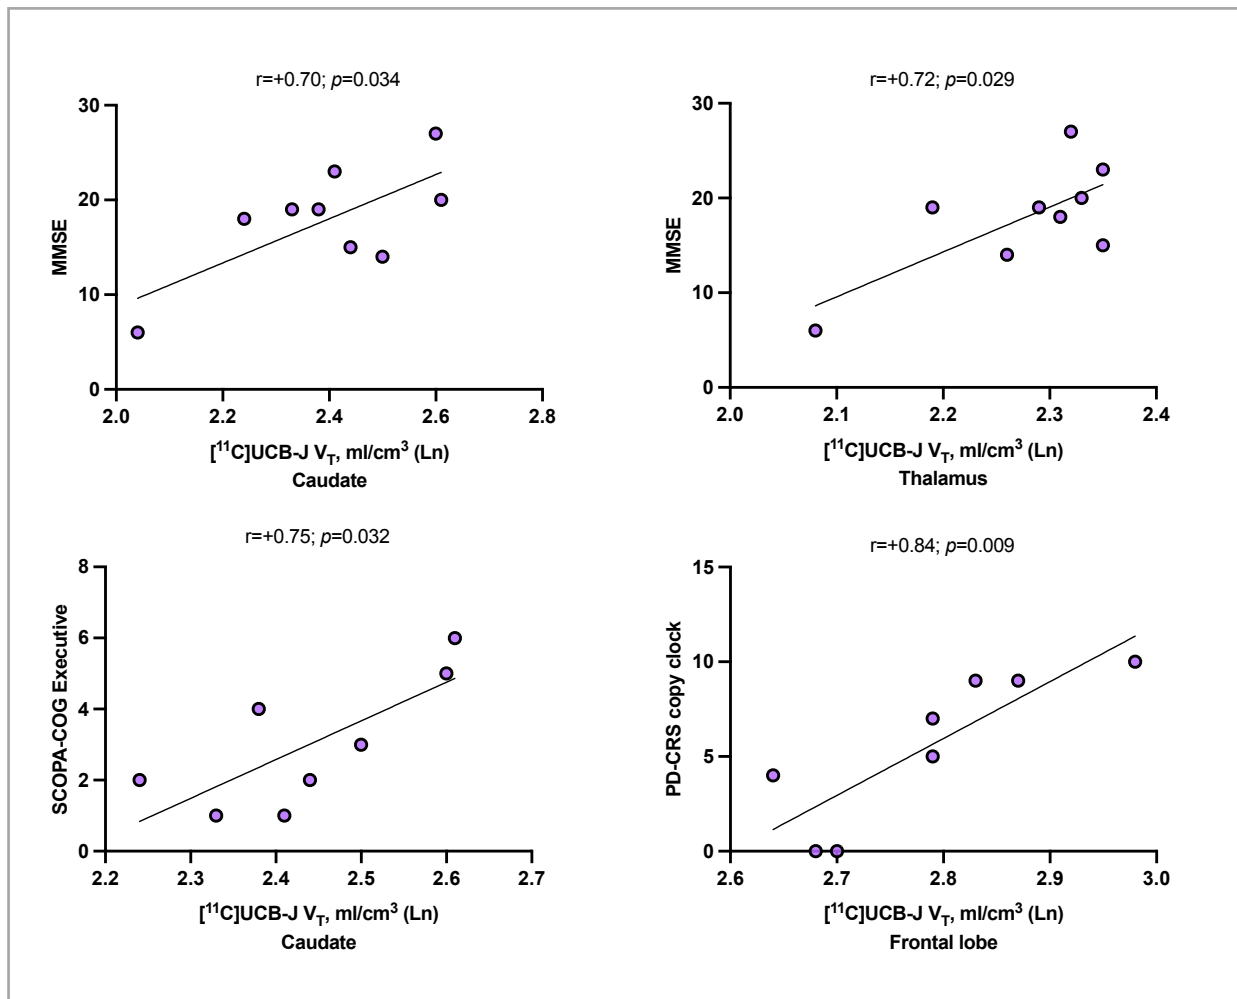 r=+0.70; p=0.034
30
20
10
0
MMSE
2.0 2.2 2.4 2.6 2.8
[¹¹C]UCB-J V_T, ml/cm³ (Ln)
Caudate
r=+0.72; p=0.029
30
20
10
0
MMSE
2.0 2.1 2.2 2.3 2.4
[¹¹C]UCB-J V_T, ml/cm³ (Ln)
Thalamus
r=+0.75; p=0.032
8
6
4
2
0
SCOPA-COG Executive
2.2 2.3 2.4 2.5 2.6 2.7
[¹¹C]UCB-J V_T, ml/cm³ (Ln)
Caudate
r=+0.84; p=0.009
15
10
5
0
PD-CRS copy clock
2.6 2.7 2.8 2.9 3.0
[¹¹C]UCB-J V_T, ml/cm³ (Ln)
Frontal lobe